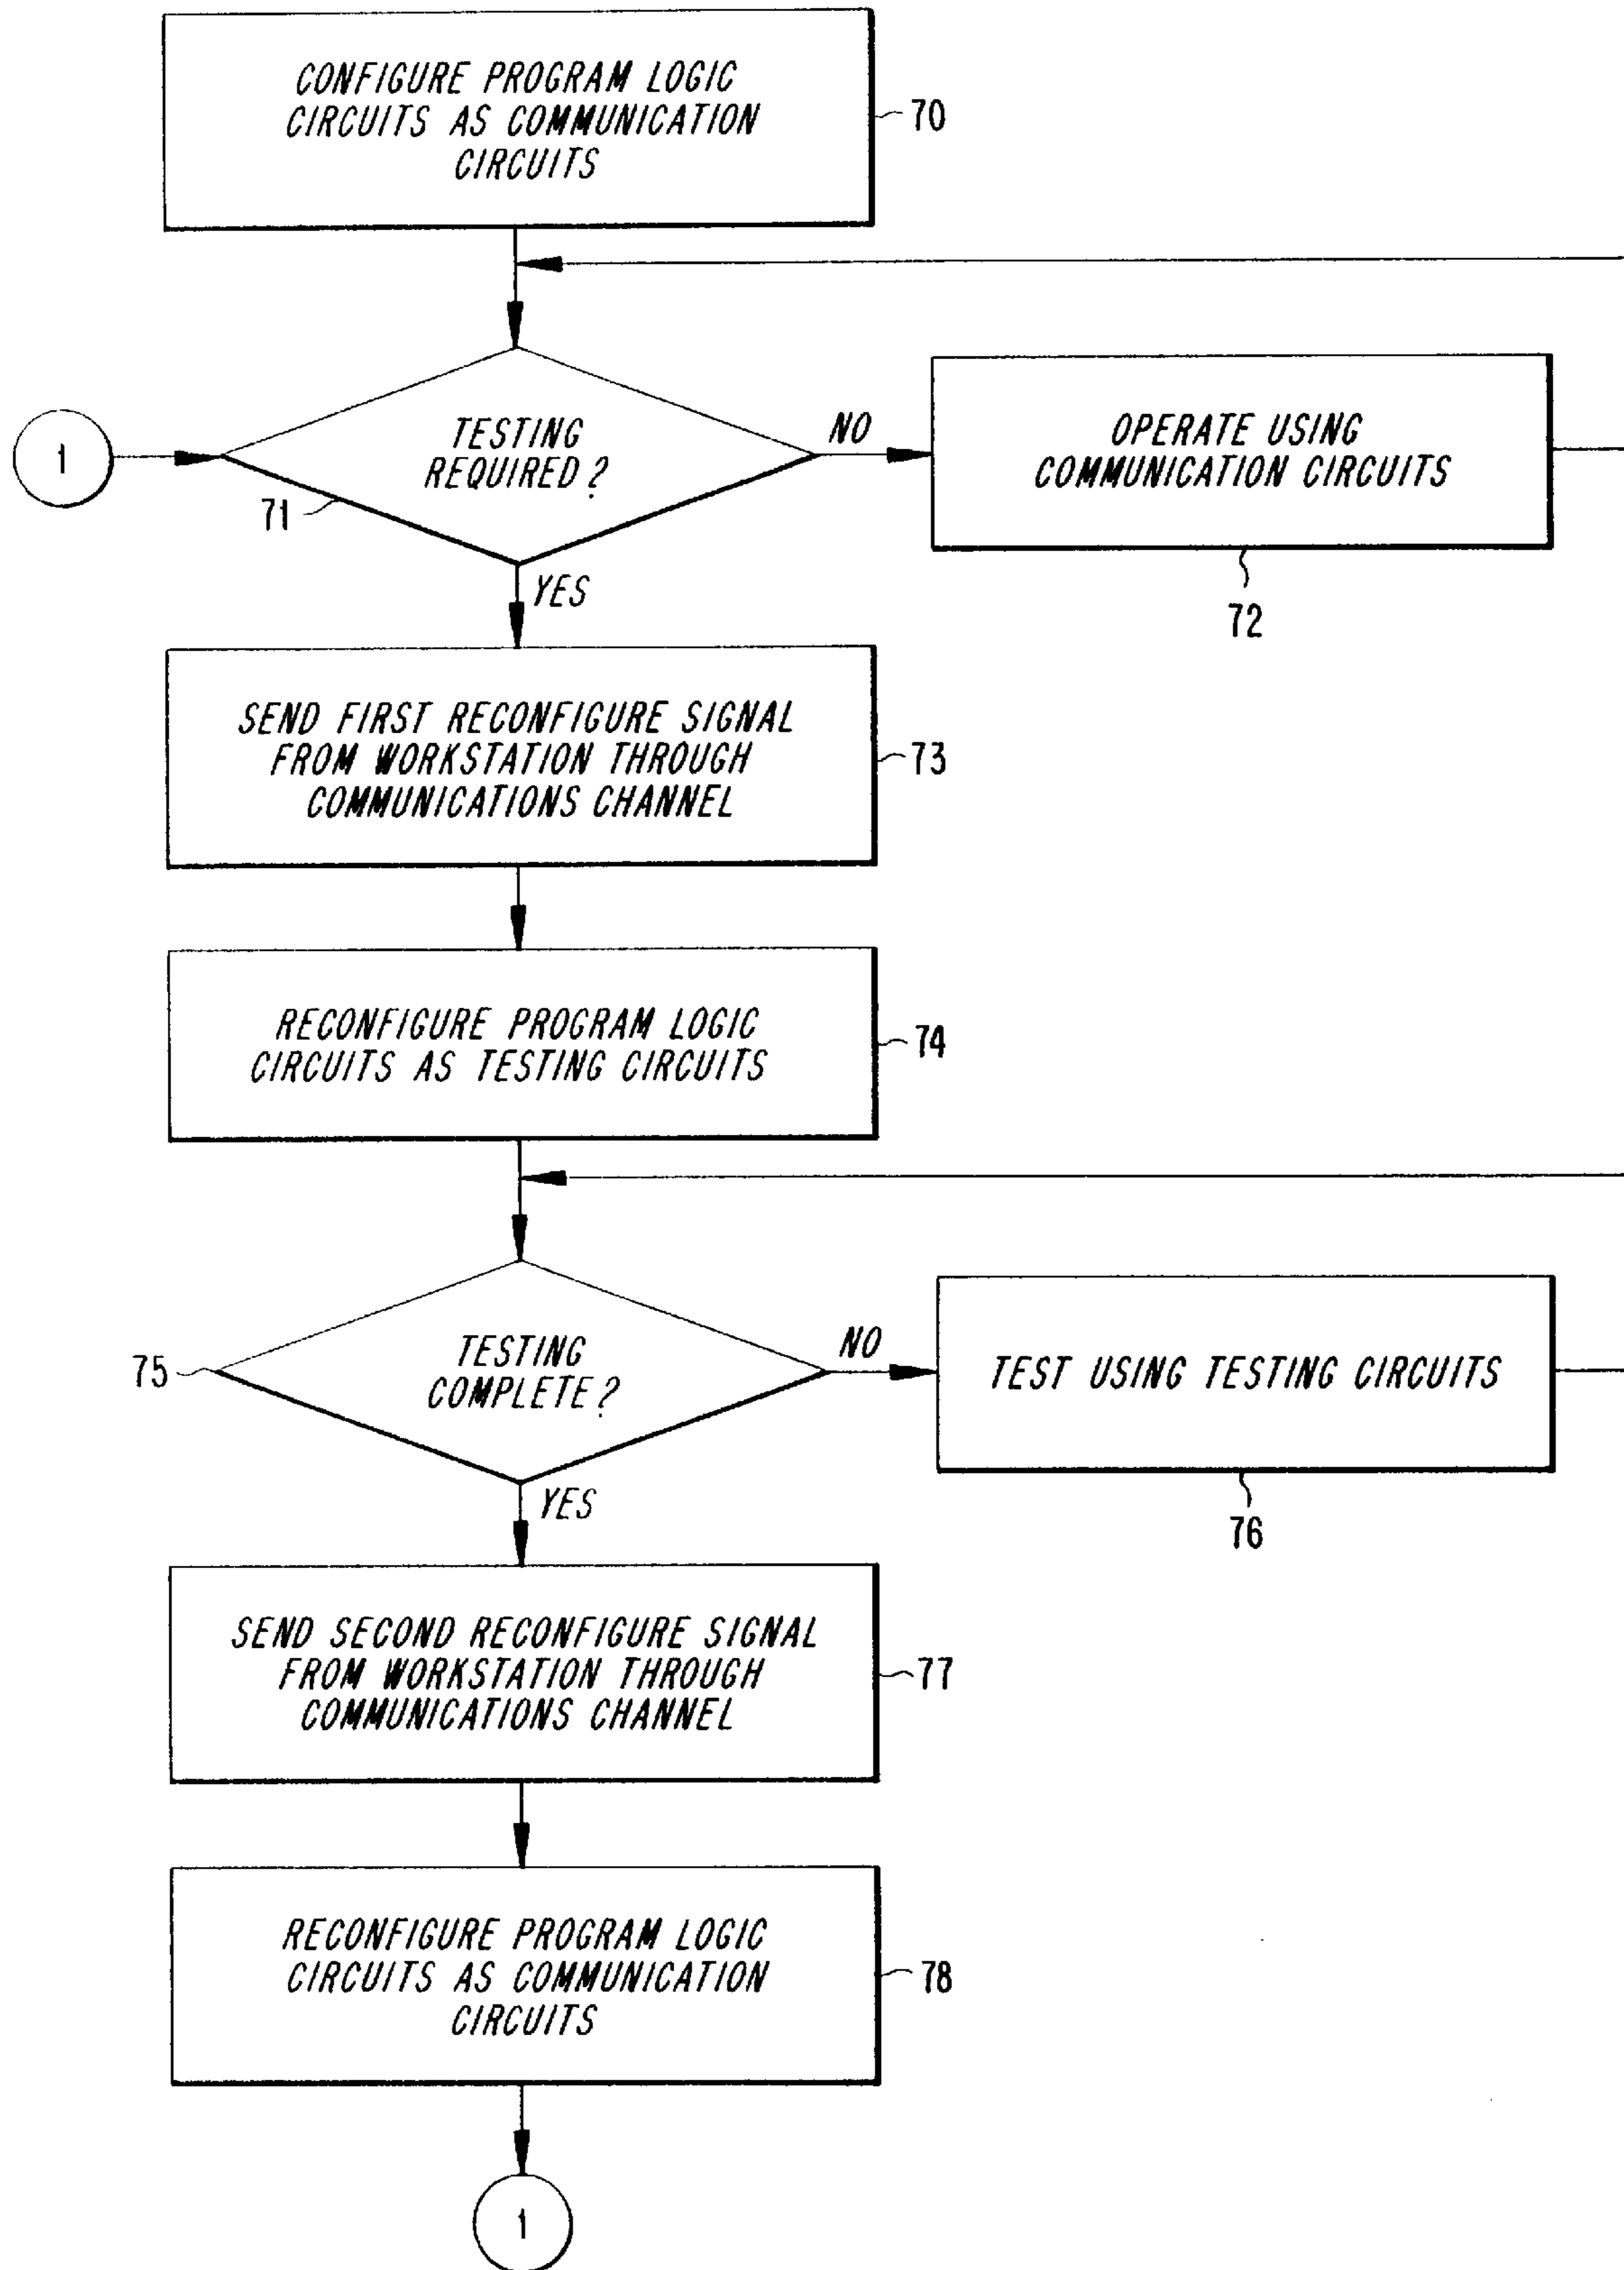 CONFIGURE PROGRAM LOGIC
CIRCUITS AS COMMUNICATION
CIRCUITS
70
1
TESTING
REQUIRED?
71
NO
OPERATE USING
COMMUNICATION CIRCUITS
72
YES
SEND FIRST RECONFIGURE SIGNAL
FROM WORKSTATION THROUGH
COMMUNICATIONS CHANNEL
73
RECONFIGURE PROGRAM LOGIC
CIRCUITS AS TESTING CIRCUITS
74
75
TESTING
COMPLETE?
NO
TEST USING TESTING CIRCUITS
76
YES
SEND SECOND RECONFIGURE SIGNAL
FROM WORKSTATION THROUGH
COMMUNICATIONS CHANNEL
77
RECONFIGURE PROGRAM LOGIC
CIRCUITS AS COMMUNICATION
CIRCUITS
78
1